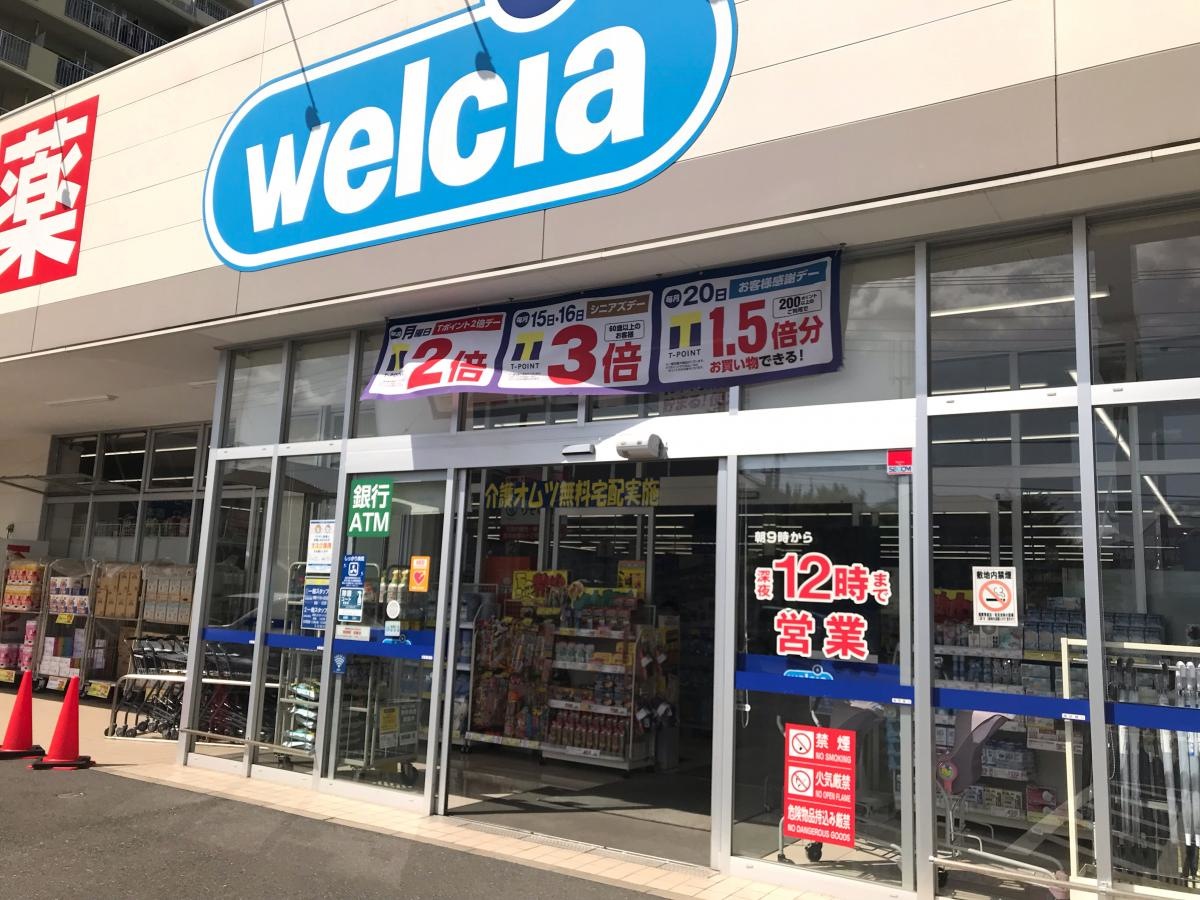 薬
welcia
毎週月曜日 Tポイント2倍デー
T-POINT
2倍
毎月15日・16日 シニアズデー
T-POINT
3倍
60歳以上の
お客様
毎月20日 お客様感謝デー
T-POINT
1.5倍分
お買い物できる!
200ポイント
以上の
ご利用で
銀行
ATM
介護オムツ無料宅配実施
SECOM
朝9時から
深夜12時まで
営業
敷地内禁煙
禁煙
NO SMOKING
火気厳禁
NO OPEN FLAME
危険物品持込み厳禁
NO DANGEROUS GOODS